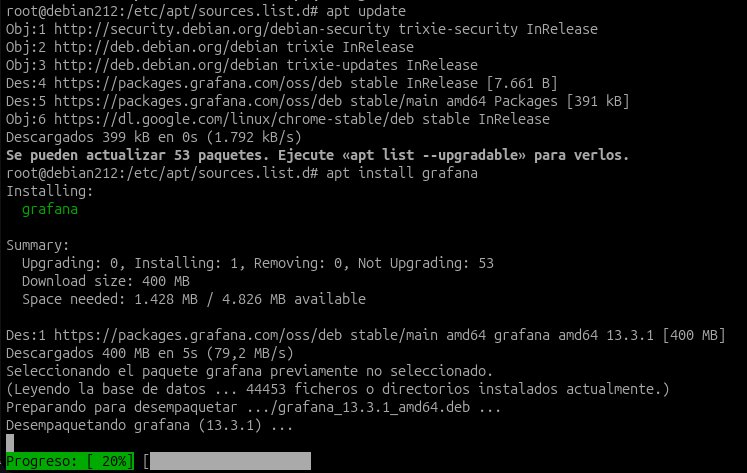 root@debian212:/etc/apt/sources.list.d# apt update
Obj:1 http://security.debian.org/debian-security trixie-security InRelease
Obj:2 http://deb.debian.org/debian trixie InRelease
Obj:3 http://deb.debian.org/debian trixie-updates InRelease
Des:4 https://packages.grafana.com/oss/deb stable InRelease [7.661 B]
Des:5 https://packages.grafana.com/oss/deb stable/main amd64 Packages [391 kB]
Obj:6 https://dl.google.com/linux/chrome-stable/deb stable InRelease
Descargados 399 kB en 0s (1.792 kB/s)
Se pueden actualizar 53 paquetes. Ejecute «apt list --upgradable» para verlos.
root@debian212:/etc/apt/sources.list.d# apt install grafana
Installing:
  grafana

Summary:
  Upgrading: 0, Installing: 1, Removing: 0, Not Upgrading: 53
  Download size: 400 MB
  Space needed: 1.428 MB / 4.826 MB available

Des:1 https://packages.grafana.com/oss/deb stable/main amd64 grafana amd64 13.3.1 [400 MB]
Descargados 400 MB en 5s (79,2 MB/s)
Seleccionando el paquete grafana previamente no seleccionado.
(Leyendo la base de datos ... 44453 ficheros o directorios instalados actualmente.)
Preparando para desempaquetar .../grafana_13.3.1_amd64.deb ...
Desempaquetando grafana (13.3.1) ...
Progreso: [ 20%] [